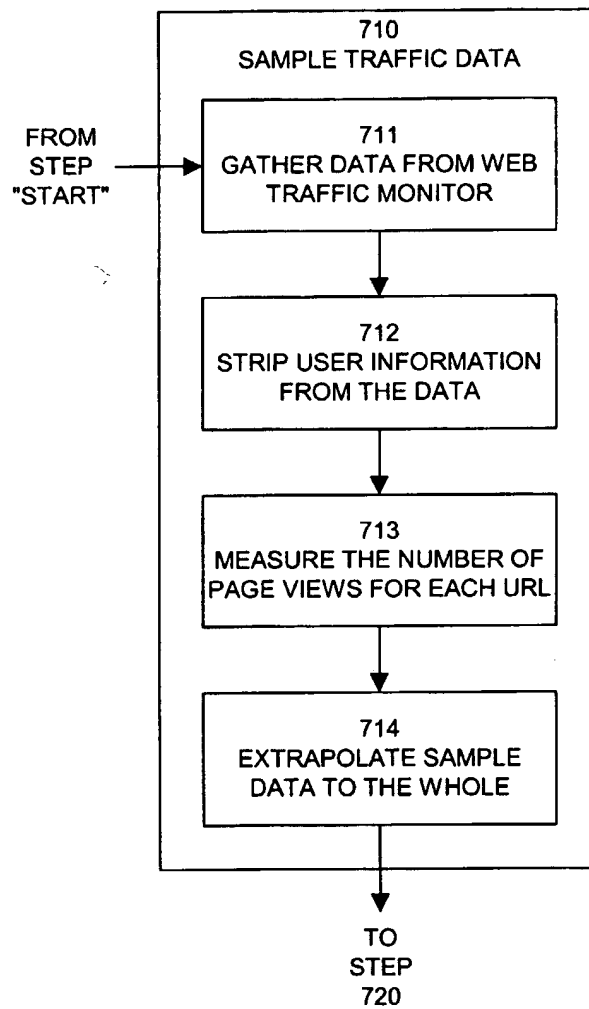 710
SAMPLE TRAFFIC DATA
FROM
STEP
"START"
711
GATHER DATA FROM WEB
TRAFFIC MONITOR
712
STRIP USER INFORMATION
FROM THE DATA
713
MEASURE THE NUMBER OF
PAGE VIEWS FOR EACH URL
714
EXTRAPOLATE SAMPLE
DATA TO THE WHOLE
TO
STEP
720